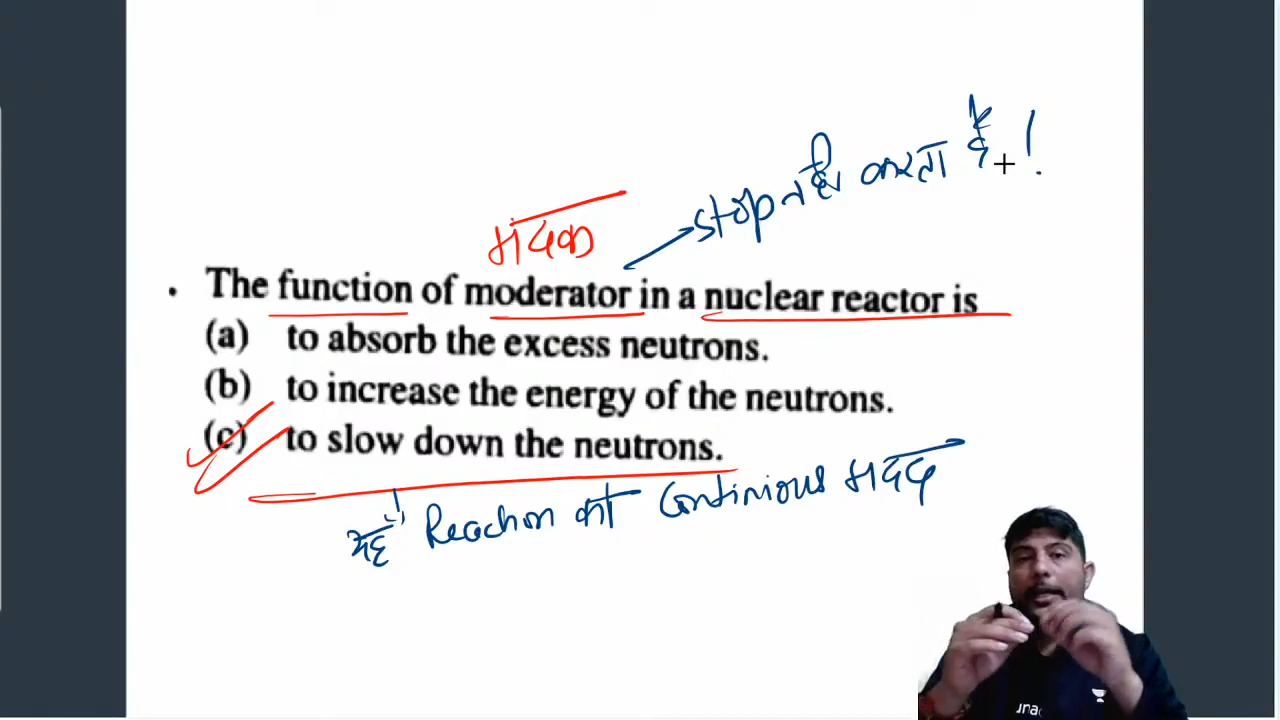 stop नहीं करता है !
मंदक
. The function of moderator in a nuclear reactor is
(a) to absorb the excess neutrons.
(b) to increase the energy of the neutrons.
(c) to slow down the neutrons.
Reaction को Continious
unac